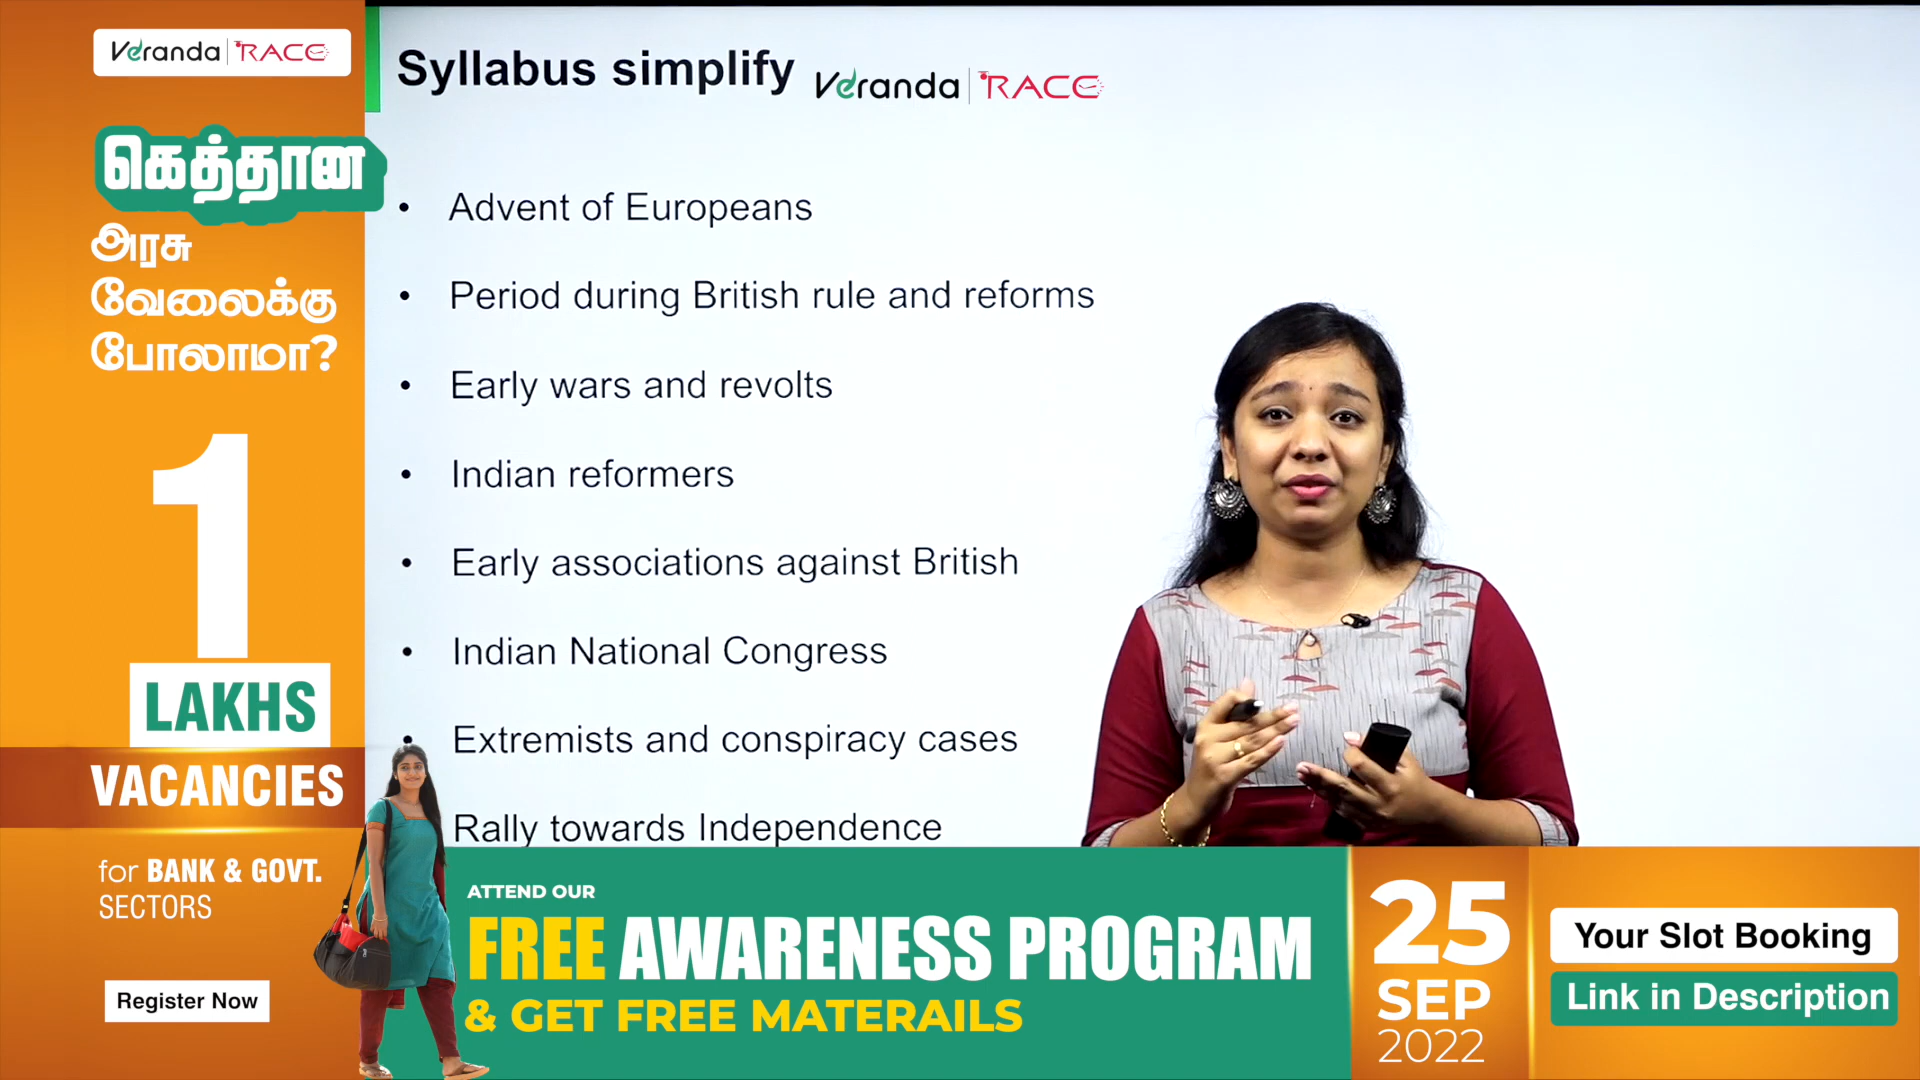 Veranda RACE
கெத்தான
அரசு
வேலைக்கு
போலாமா?
1
LAKHS
VACANCIES
for BANK & GOVT.
SECTORS
Register Now
Syllabus simplify Veranda RACE
• Advent of Europeans
• Period during British rule and reforms
• Early wars and revolts
• Indian reformers
• Early associations against British
• Indian National Congress
• Extremists and conspiracy cases
Rally towards Independence
ATTEND OUR
FREE AWARENESS PROGRAM
& GET FREE MATERAILS
25
SEP
2022
Your Slot Booking
Link in Description